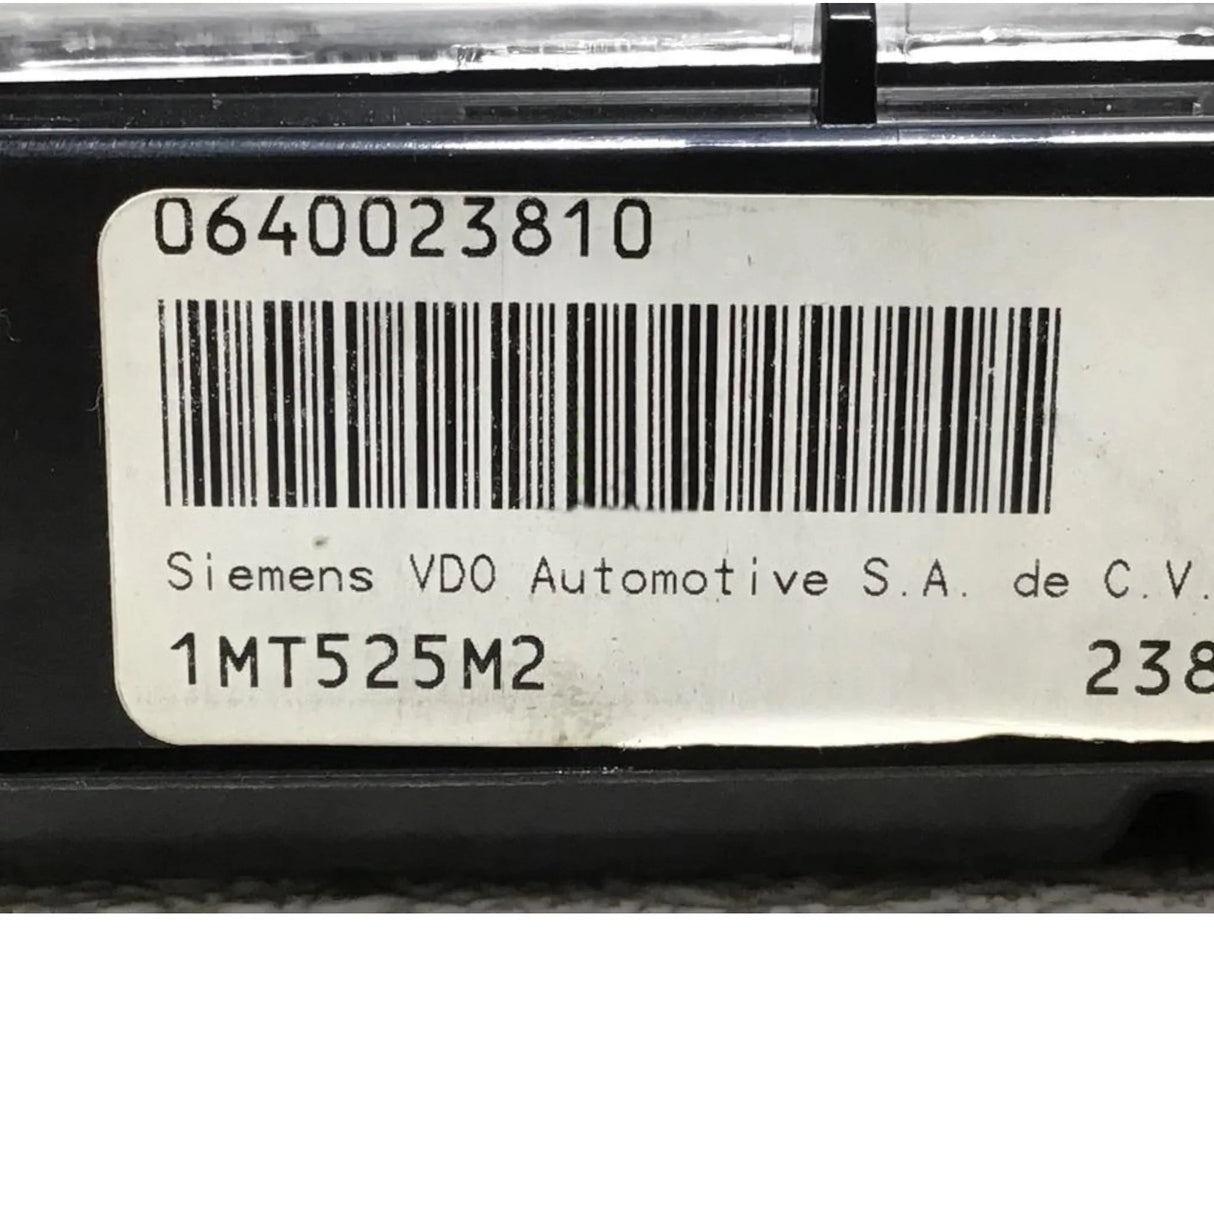 0640023810
Siemens VDO Automotive S.A. de C.V.
1MT525M2 238